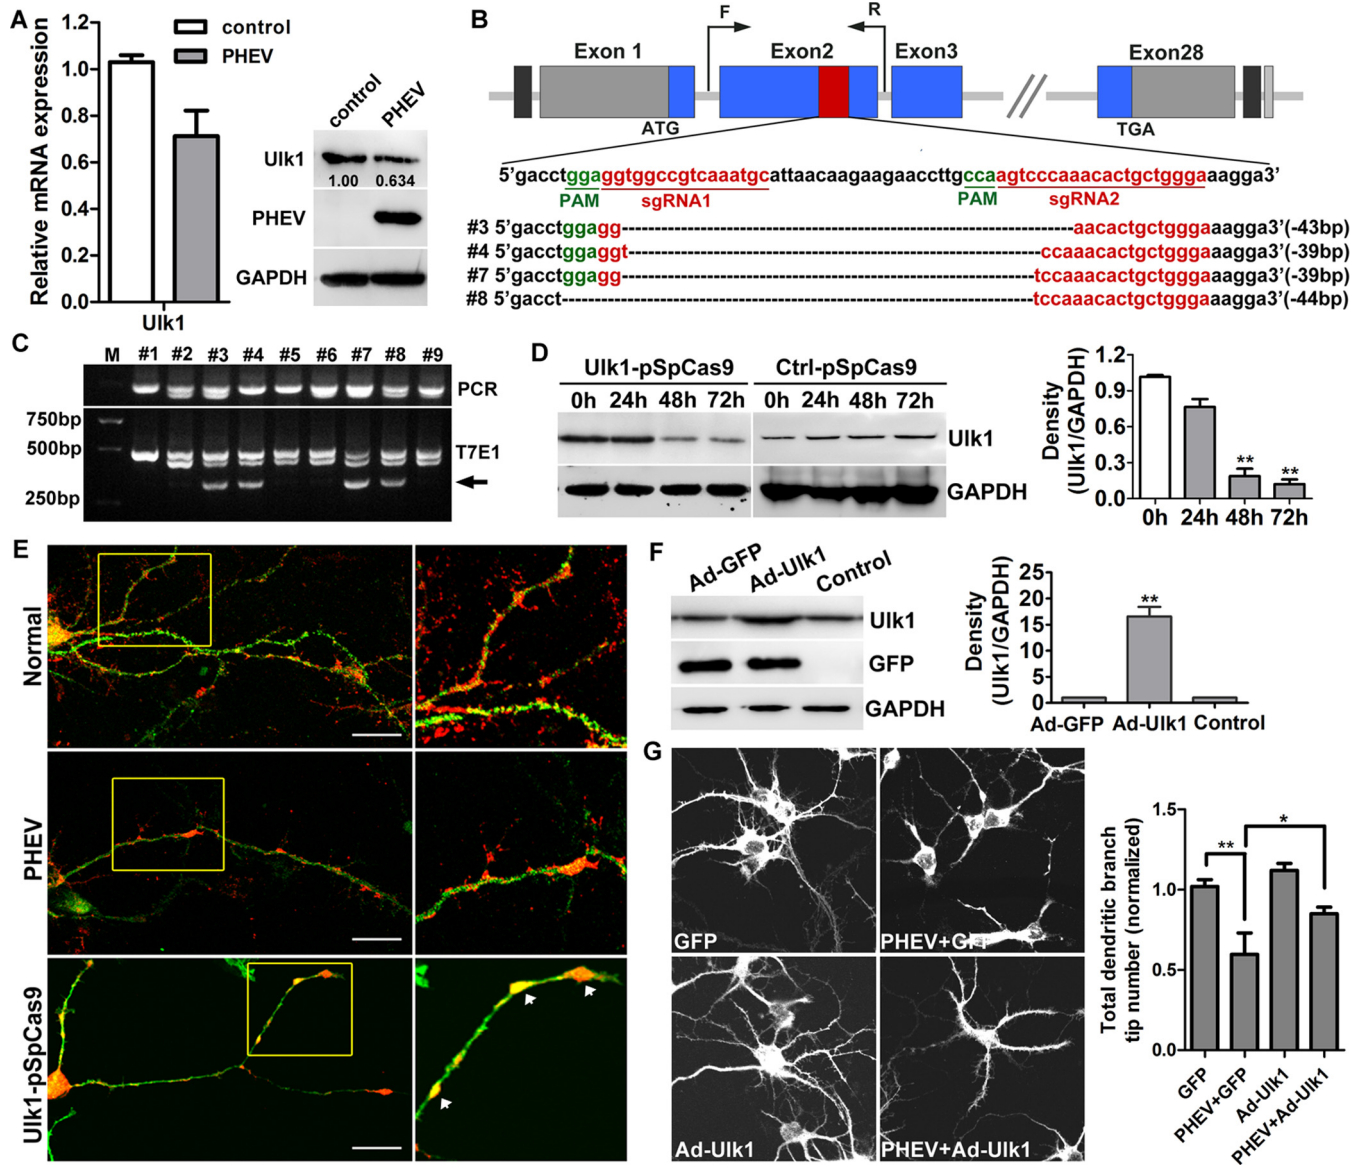 A
Relative mRNA expression
1.2
1.0
0.8
0.6
0.4
0.2
0.0
Ulk1
control
PHEV
control PHEV
Ulk1
1.00 0.634
PHEV
GAPDH
B
F R
Exon 1 Exon2 Exon3 Exon28
ATG TGA
5'gacctggaggtggccgtcaaatgcattaacaagaagaaccttgccaagtcccaaacactgctgggaaagga3'
PAM sgRNA1 PAM sgRNA2
#3 5'gacctggagg--------------------aacactgctgggaaagga3'(-43bp)
#4 5'gacctggaggt--------------------ccaaacactgctgggaaagga3'(-39bp)
#7 5'gacctggagg--------------------tccaaacactgctgggaaagga3'(-39bp)
#8 5'gacct--------------------tccaaacactgctgggaaagga3'(-44bp)
C
M #1 #2 #3 #4 #5 #6 #7 #8 #9
PCR
750bp
500bp
250bp
T7E1
D
Ulk1-pSpCas9 Ctrl-pSpCas9
0h 24h 48h 72h 0h 24h 48h 72h
Ulk1
GAPDH
Density
(Ulk1/GAPDH)
1.2
0.9
0.6
0.3
0.0
** **
0h 24h 48h 72h
E
Normal
PHEV
Ulk1-pSpCas9
F
Ad-GFP Ad-Ulk1 Control
Ulk1
GFP
GAPDH
Density
(Ulk1/GAPDH)
25
20
15
10
5
0
**
Ad-GFP Ad-Ulk1 Control
G
GFP
PHEV+GFP
Ad-Ulk1
PHEV+Ad-Ulk1
Total dendritic branch
tip number (normalized)
1.5
1.0
0.5
0.0
** *
GFP
PHEV+GFP
Ad-Ulk1
PHEV+Ad-Ulk1